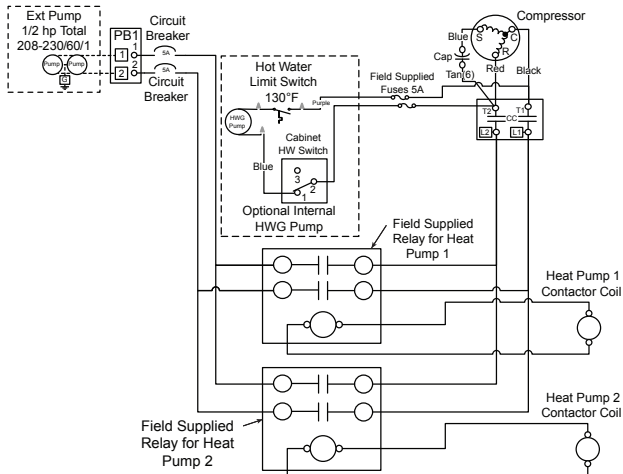 Ext Pump
1/2 hp Total
208-230/60/1
Pump
Pump
G
PB1
1
1
2
2
Circuit
Breaker
5A
5A
Circuit
Breaker
Hot Water
Limit Switch
130°F
Purple
HWG
Pump
Cabinet
HW Switch
Blue
3
2
1
Optional Internal
HWG Pump
Field Supplied
Fuses 5A
Compressor
Blue
S
C
R
Cap
Tan(6)
Red
Black
T2
T1
CC
L2
L1
Field Supplied
Relay for Heat
Pump 1
Heat Pump 1
Contactor Coil
Heat Pump 2
Contactor Coil
Field Supplied
Relay for Heat
Pump 2